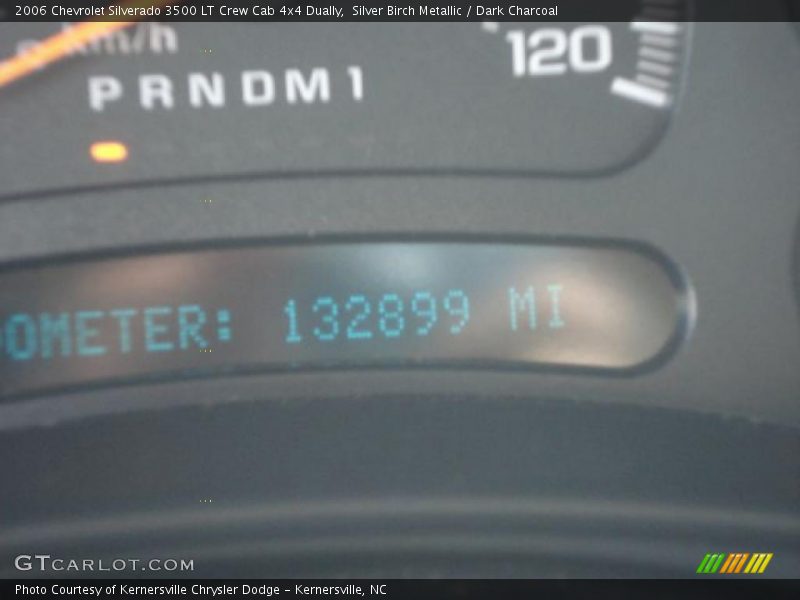 2006 Chevrolet Silverado 3500 LT Crew Cab 4x4 Dually, Silver Birch Metallic / Dark Charcoal
km/h
120
P R N D M 1
OMETER: 132899 MI
GTCARLOT.COM
Photo Courtesy of Kernersville Chrysler Dodge – Kernersville, NC